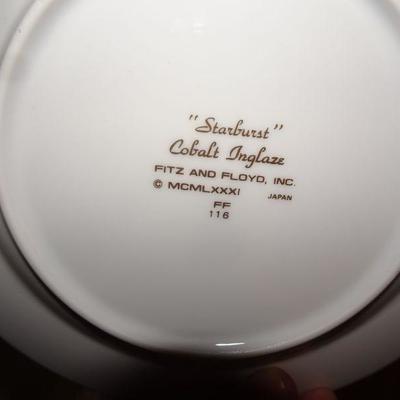 "Starburst"
Cobalt Inglaze
FITZ AND FLOYD, INC.
© MCMLXXXI JAPAN
FF
116